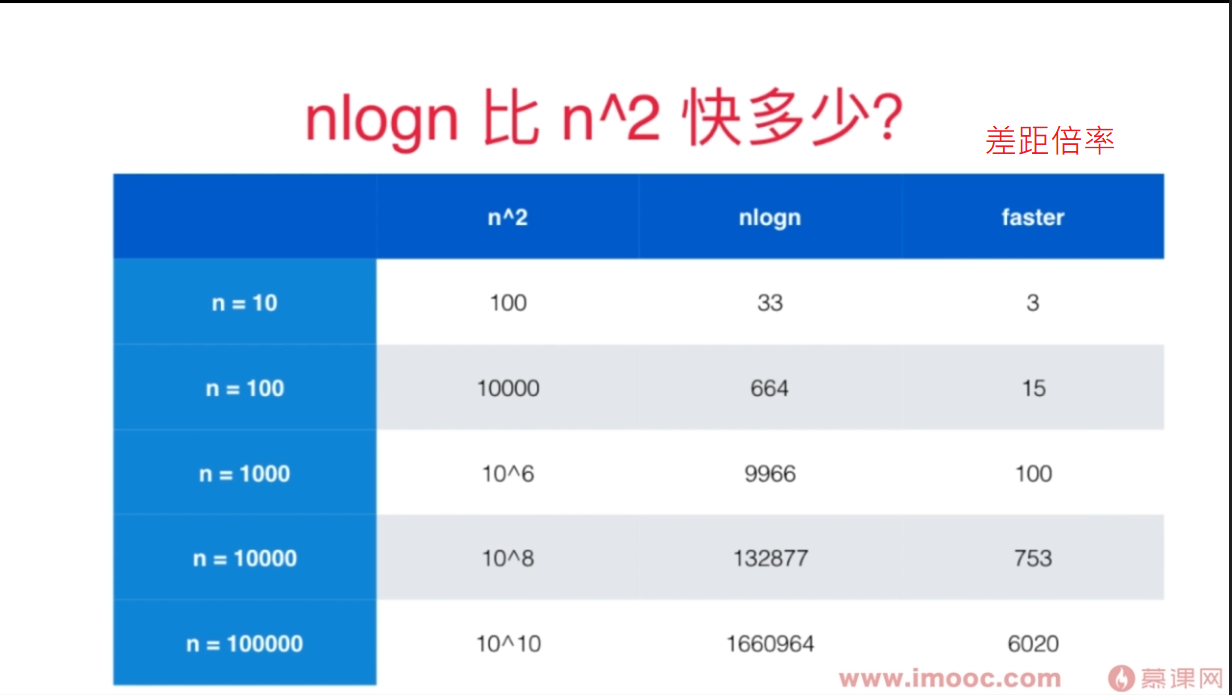 nlogn 比 n^2 快多少?
差距倍率
n^2 nlogn faster
n = 10 100 33 3
n = 100 10000 664 15
n = 1000 10^6 9966 100
n = 10000 10^8 132877 753
n = 100000 10^10 1660964 6020
www.imooc.com 慕课网